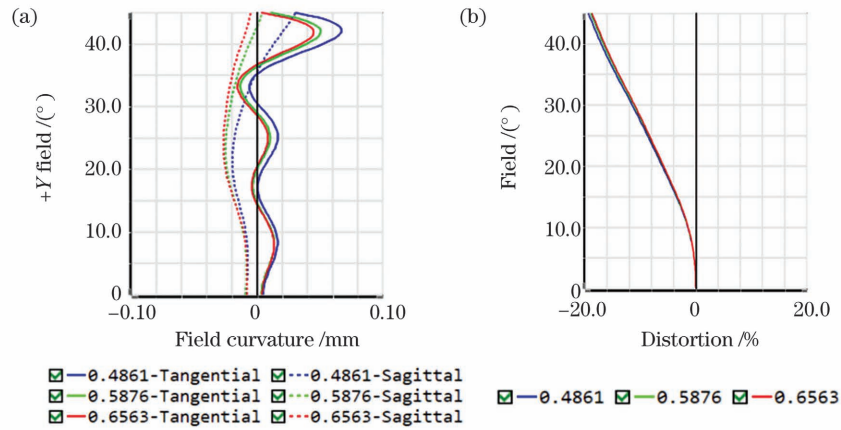 (a)
40.0
30.0
20.0
10.0
0
+Y field /(°)
−0.10 0 0.10
Field curvature /mm
0.4861-Tangential 0.4861-Sagittal
0.5876-Tangential 0.5876-Sagittal
0.6563-Tangential 0.6563-Sagittal
(b)
40.0
30.0
20.0
10.0
0
Field /(°)
−20.0 0 20.0
Distortion /%
0.4861 0.5876 0.6563